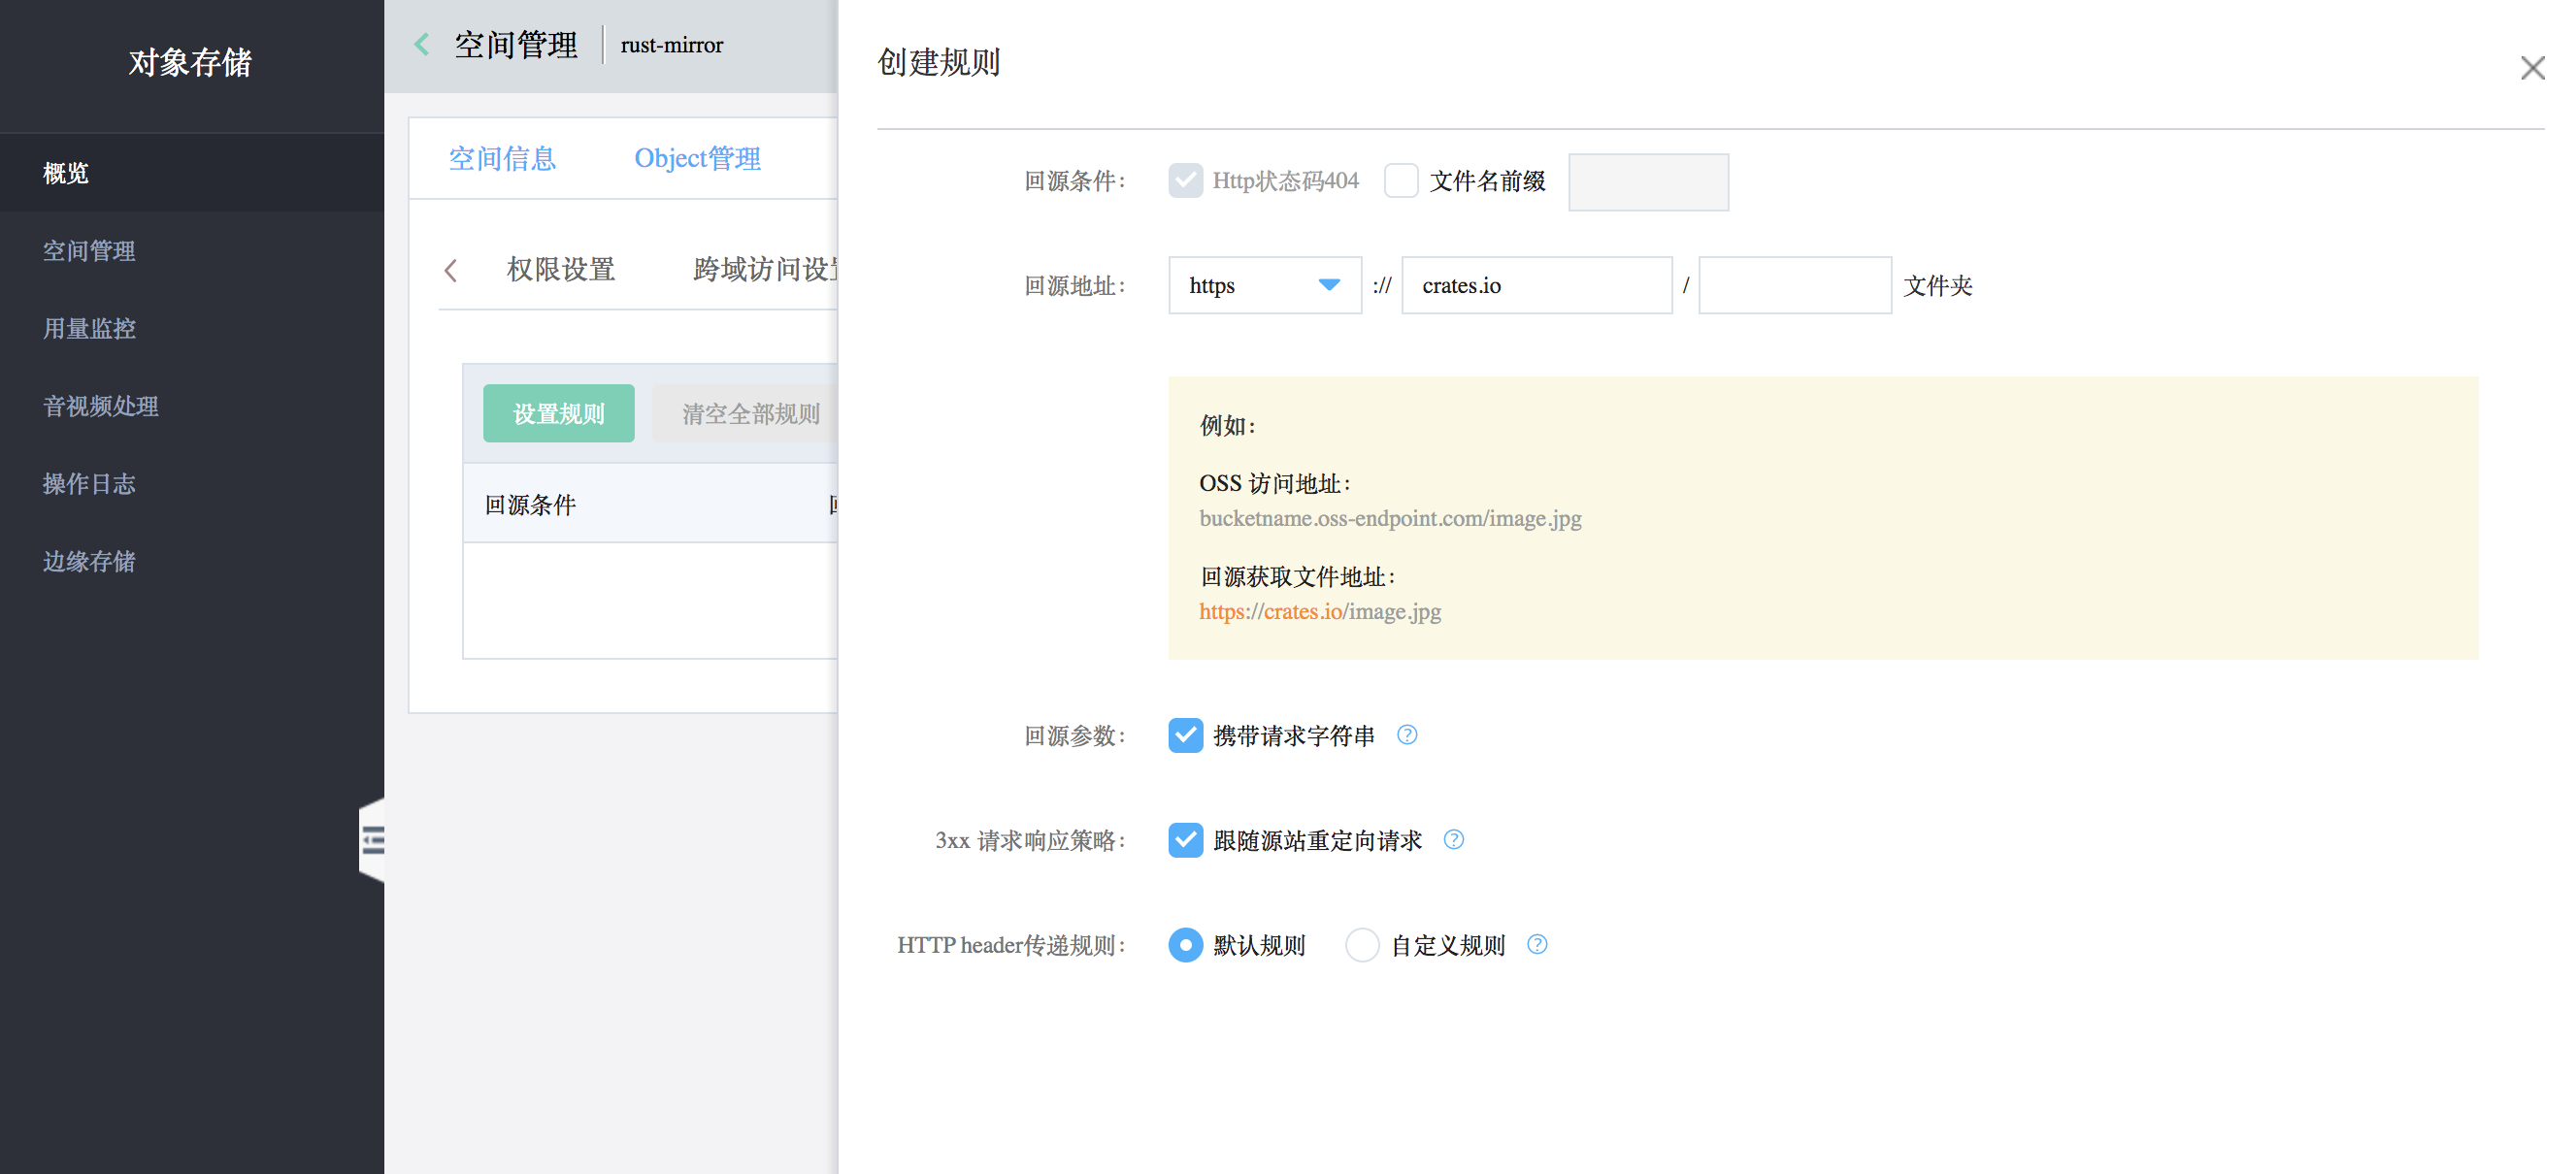 对象存储
概览
空间管理
用量监控
音视频处理
操作日志
边缘存储
空间管理 rust-mirror
空间信息 Object管理
权限设置 跨域访问设置
设置规则 清空全部规则
回源条件
创建规则
回源条件： Http状态码404 文件名前缀
回源地址： https :// crates.io / 文件夹
例如：
OSS 访问地址：
bucketname.oss-endpoint.com/image.jpg
回源获取文件地址：
https://crates.io/image.jpg
回源参数： 携带请求字符串 ?
3xx 请求响应策略： 跟随源站重定向请求 ?
HTTP header传递规则： 默认规则 自定义规则 ?